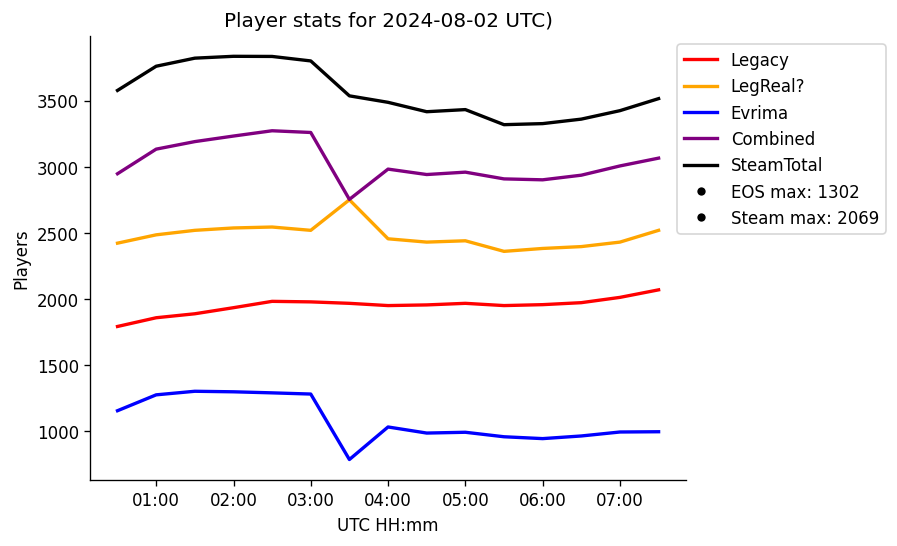 Player stats for 2024-08-02 UTC)
Legacy
LegReal?
Evrima
Combined
SteamTotal
EOS max: 1302
Steam max: 2069
Players
3500
3000
2500
2000
1500
1000
01:00 02:00 03:00 04:00 05:00 06:00 07:00
UTC HH:mm